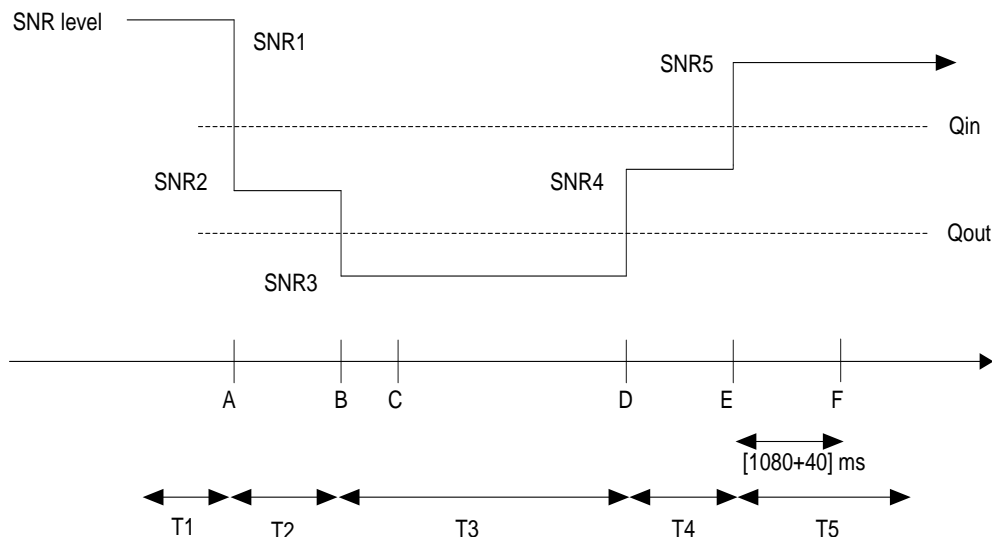 SNR level
SNR1
SNR5
Qin
SNR2
SNR4
Qout
SNR3
A B C D E F
[1080+40] ms
T1 T2 T3 T4 T5